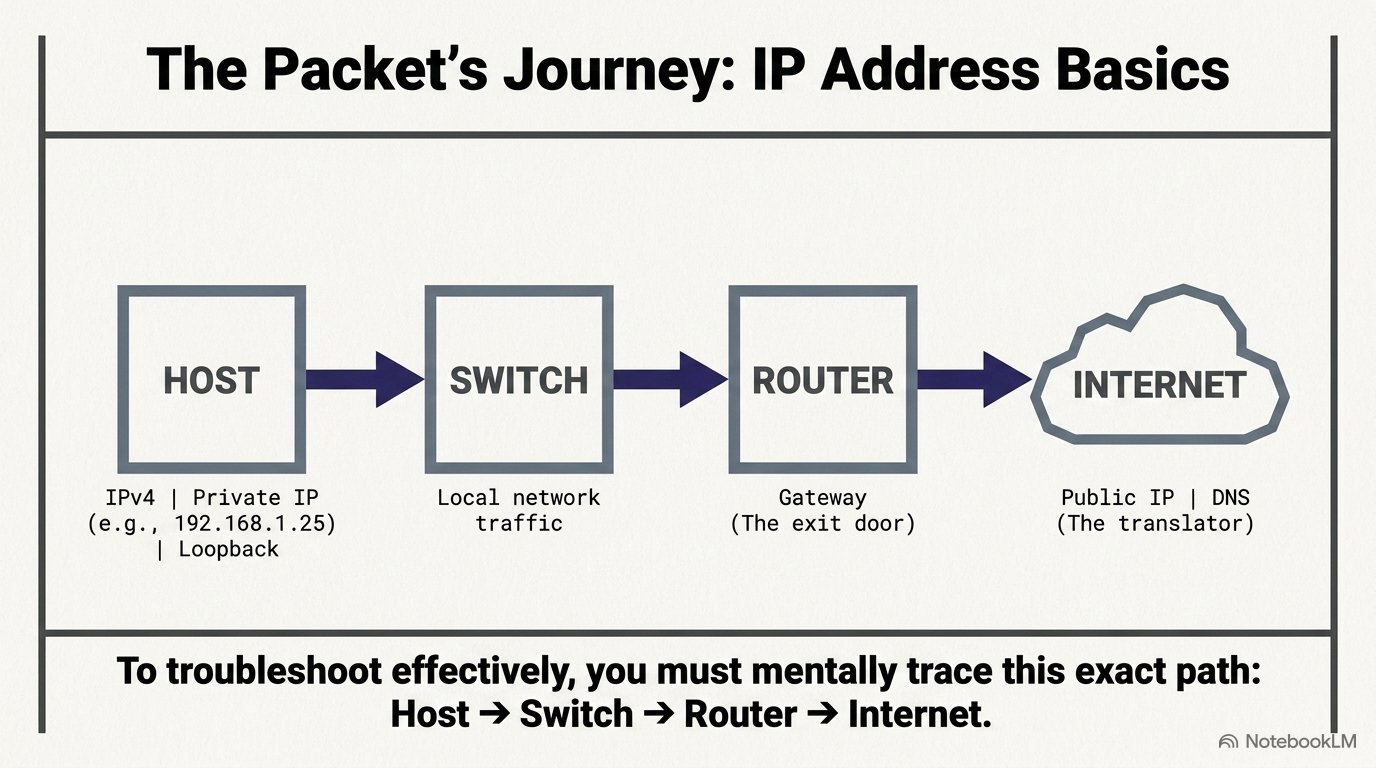 The Packet’s Journey: IP Address Basics
HOST
IPv4 | Private IP
(e.g., 192.168.1.25)
| Loopback
SWITCH
Local network
traffic
ROUTER
Gateway
(The exit door)
INTERNET
Public IP | DNS
(The translator)
To troubleshoot effectively, you must mentally trace this exact path:
Host → Switch → Router → Internet.
NotebookLM